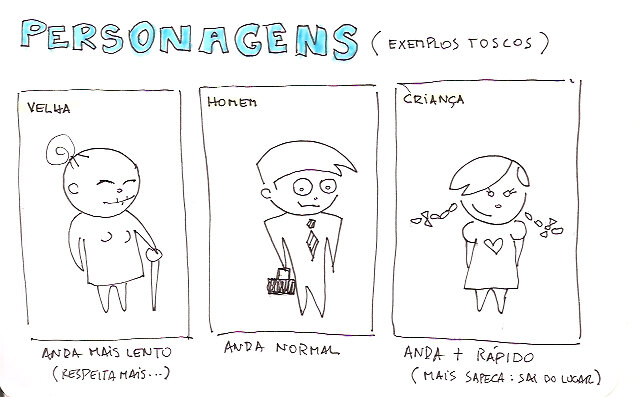 PERSONAGENS (EXEMPLOS TOSCOS)
VELHA
HOMEM
CRIANÇA
ANDA MAIS LENTO
(RESPEITA MAIS...)
ANDA NORMAL
ANDA + RÁPIDO
(MAIS SAPECA: SAI DO LUGAR)